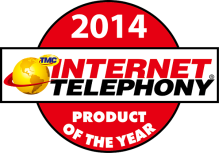 2014
TMC
INTERNET
TELEPHONY®
PRODUCT
OF THE YEAR